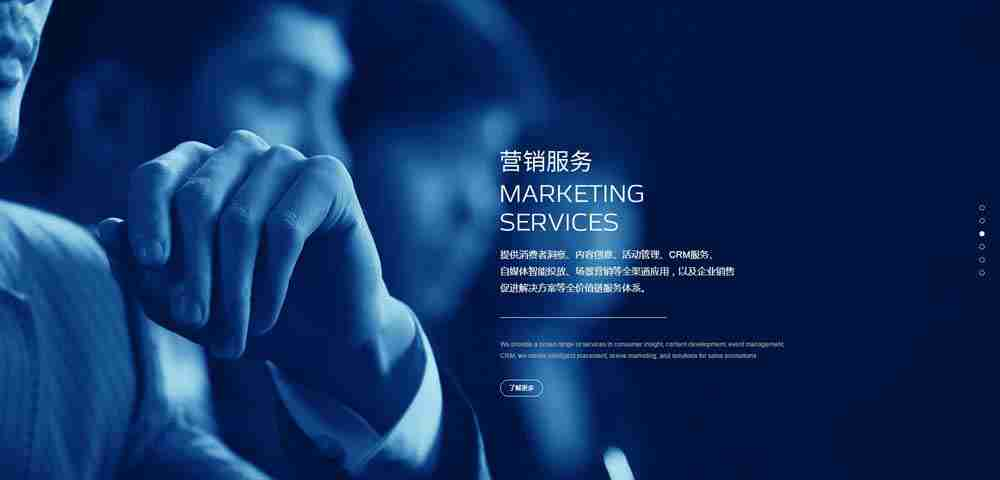 营销服务
MARKETING
SERVICES
提供消费者洞察、内容创意、活动管理、CRM服务、
自媒体智能投放、场景营销等全渠道应用，以及企业销售
促进解决方案等全价值链服务体系。
We provide a broad range of services in consumer insight, content development, event management,
CRM, we-media intelligent placement, scene marketing, and solutions for sales promotions
了解更多